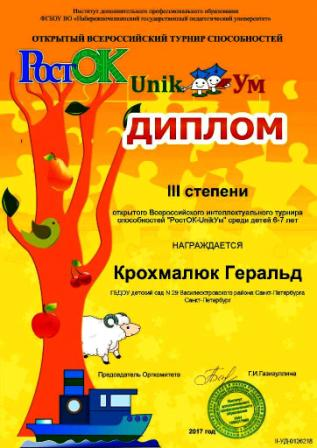 Институт дополнительного профессионального образования
ФГБОУ ВО «Набережночелнинский государственный педагогический университет»
ОТКРЫТЫЙ ВСЕРОССИЙСКИЙ ТУРНИР СПОСОБНОСТЕЙ
РостОК Unik Ум
ДИПЛОМ
III степени
открытого Всероссийского интеллектуального турнира
способностей "РостОК-UnikУм" среди детей 6-7 лет
НАГРАЖДАЕТСЯ
Крохмалюк Геральд
ГБДОУ детский сад N 29 Василеостровского района Санкт-Петербурга
Санкт-Петербург
Председатель Оргкомитета
Г.И.Газизуллина
2017 год
II-УД-0126218